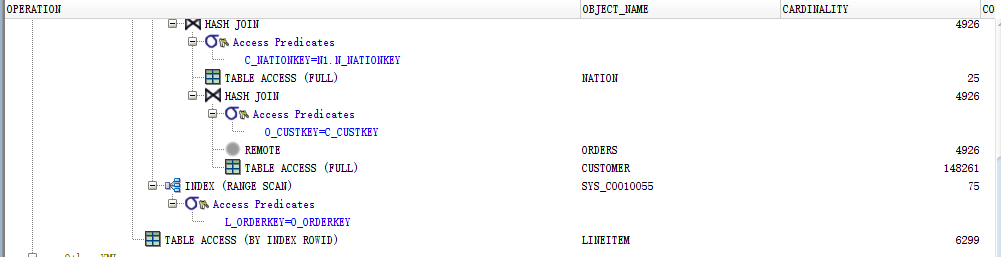 OPERATION OBJECT_NAME CARDINALITY CO
HASH JOIN 4926
Access Predicates
C_NATIONKEY=N1.N_NATIONKEY
TABLE ACCESS (FULL) NATION 25
HASH JOIN 4926
Access Predicates
O_CUSTKEY=C_CUSTKEY
REMOTE ORDERS 4926
TABLE ACCESS (FULL) CUSTOMER 148261
INDEX (RANGE SCAN) SYS_C0010055 75
Access Predicates
L_ORDERKEY=O_ORDERKEY
TABLE ACCESS (BY INDEX ROWID) LINEITEM 6299